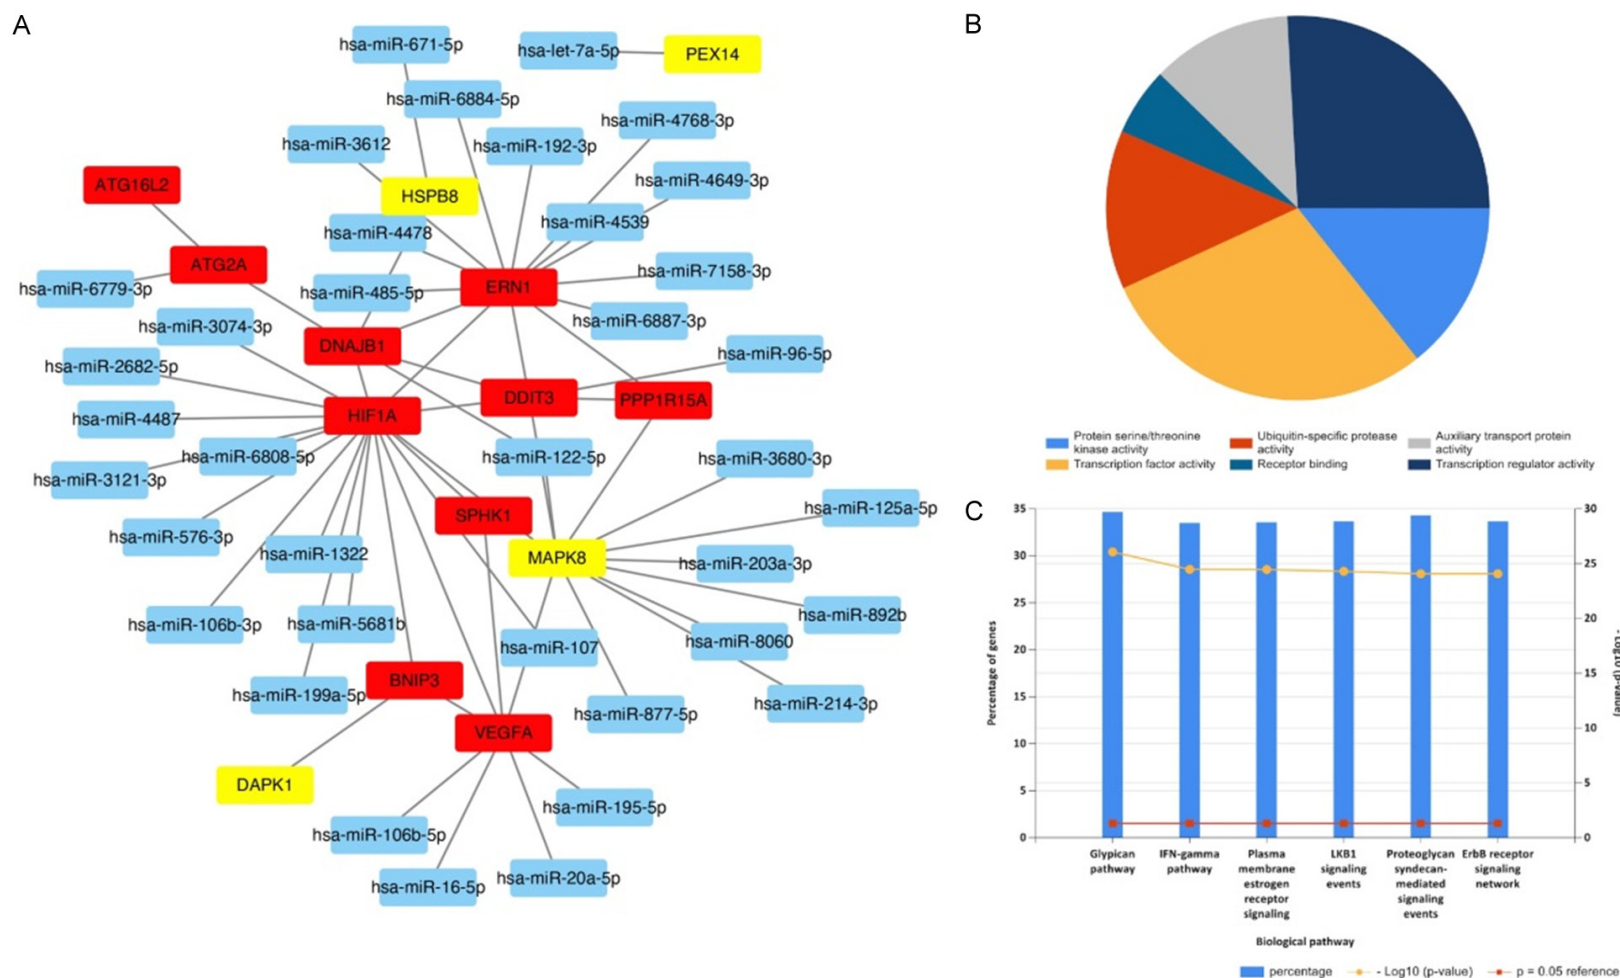 A
hsa-miR-671-5p
hsa-let-7a-5p
PEX14
hsa-miR-6884-5p
hsa-miR-4768-3p
hsa-miR-3612
hsa-miR-192-3p
ATG16L2
HSPB8
hsa-miR-4649-3p
hsa-miR-4478
hsa-miR-4539
ATG2A
hsa-miR-6779-3p
hsa-miR-485-5p
ERN1
hsa-miR-7158-3p
hsa-miR-3074-3p
hsa-miR-6887-3p
DNAJB1
hsa-miR-2682-5p
hsa-miR-96-5p
DDIT3
PPP1R15A
hsa-miR-4487
HIF1A
hsa-miR-6808-5p
hsa-miR-122-5p
hsa-miR-3680-3p
hsa-miR-3121-3p
SPHK1
hsa-miR-125a-5p
hsa-miR-576-3p
hsa-miR-1322
MAPK8
hsa-miR-203a-3p
hsa-miR-106b-3p
hsa-miR-5681b
hsa-miR-892b
hsa-miR-107
hsa-miR-8060
BNIP3
hsa-miR-199a-5p
hsa-miR-877-5p
hsa-miR-214-3p
VEGFA
DAPK1
hsa-miR-195-5p
hsa-miR-106b-5p
hsa-miR-16-5p
hsa-miR-20a-5p
B
Protein serine/threonine
kinase activity
Ubiquitin-specific protease
activity
Auxiliary transport protein
activity
Transcription factor activity
Receptor binding
Transcription regulator activity
C
35
30
25
20
15
10
5
0
Percentage of genes
30
25
20
15
10
5
0
- Log10 (p-value)
Glypican
pathway
IFN-gamma
pathway
Plasma
membrane
estrogen
receptor
signaling
LKB1
signaling
events
Proteoglycan
syndecan-
mediated
signaling
events
ErbB receptor
signaling
network
Biological pathway
percentage
- Log10 (p-value)
p = 0.05 reference